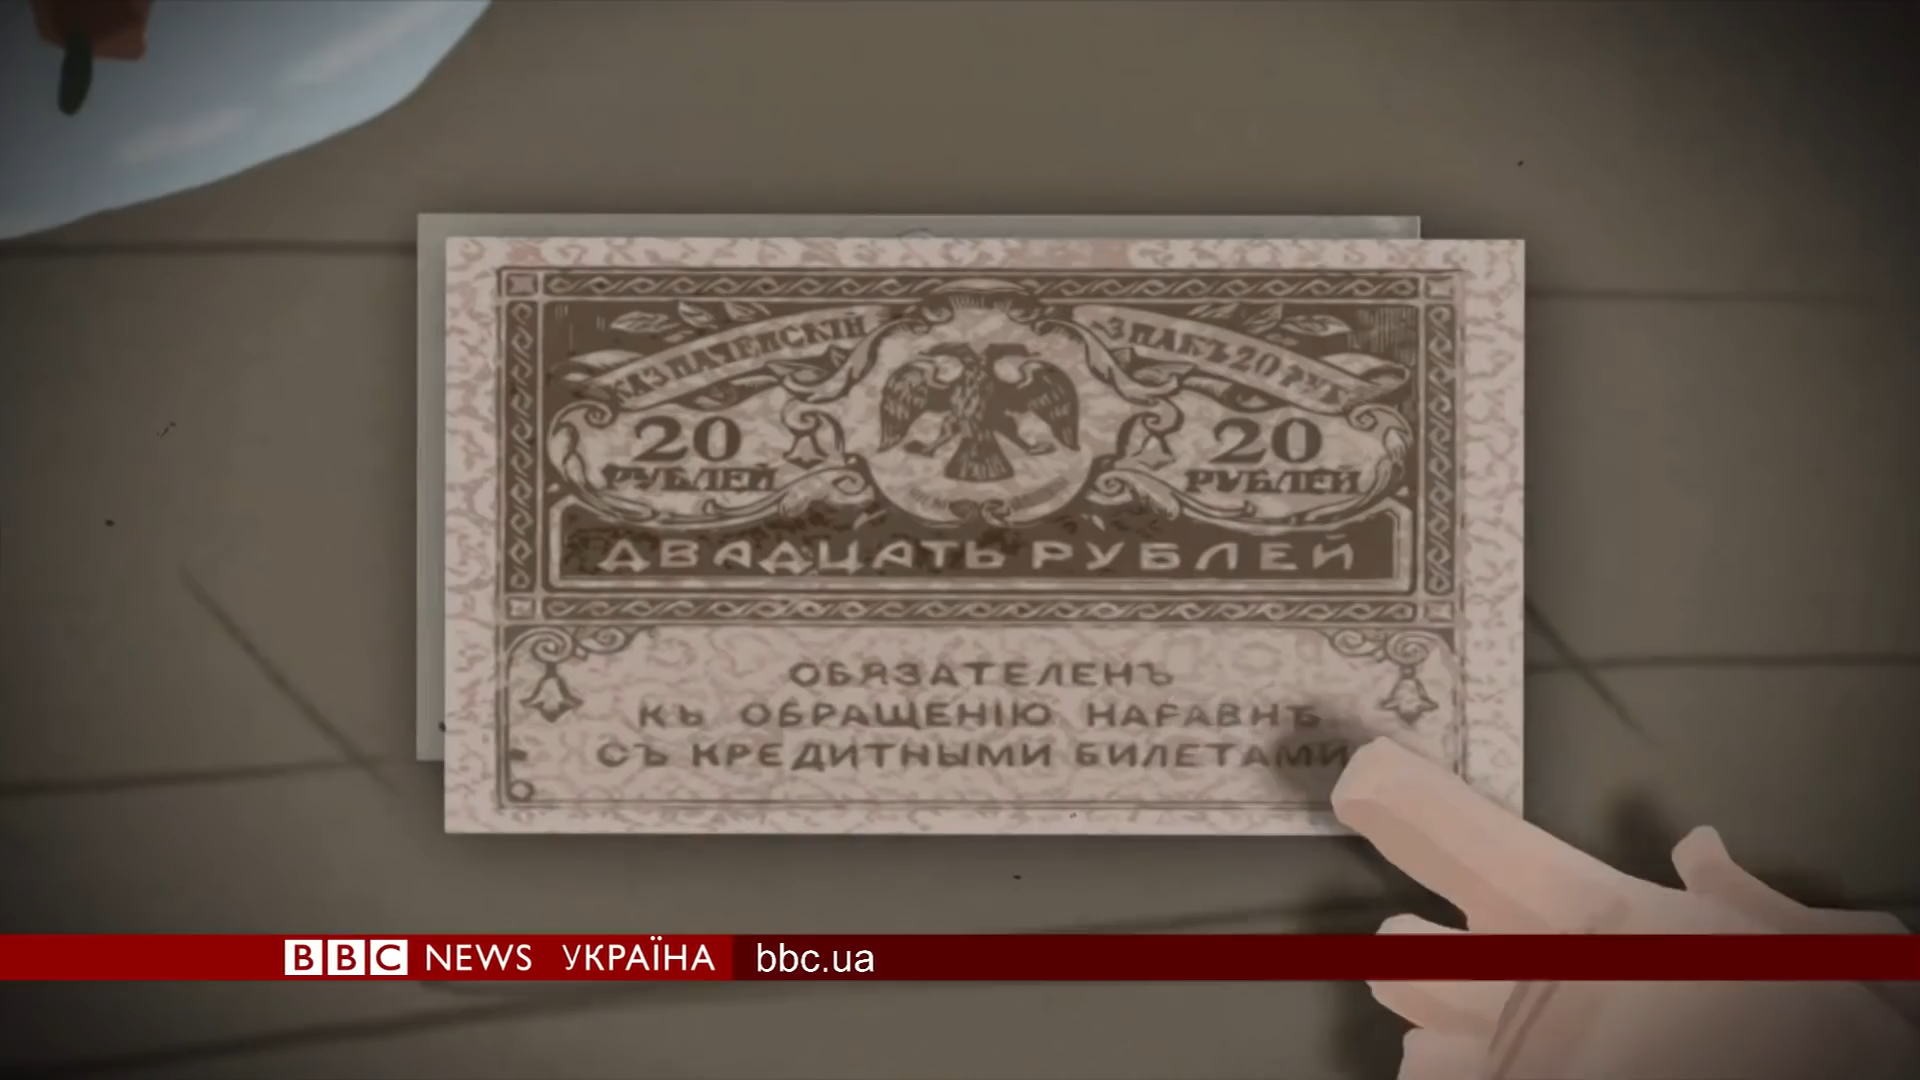 КАЗНАЧЕЙСКІЙ
ЗНАКЪ 20 РУБ.
20
РУБЛЕЙ
20
РУБЛЕЙ
ДВАДЦАТЬ РУБЛЕЙ
ОБЯЗАТЕЛЕНЪ
КЪ ОБРАЩЕНІЮ НАРАВНѢ
СЪ КРЕДИТНЫМИ БИЛЕТАМИ
BBC NEWS УКРАЇНА bbc.ua